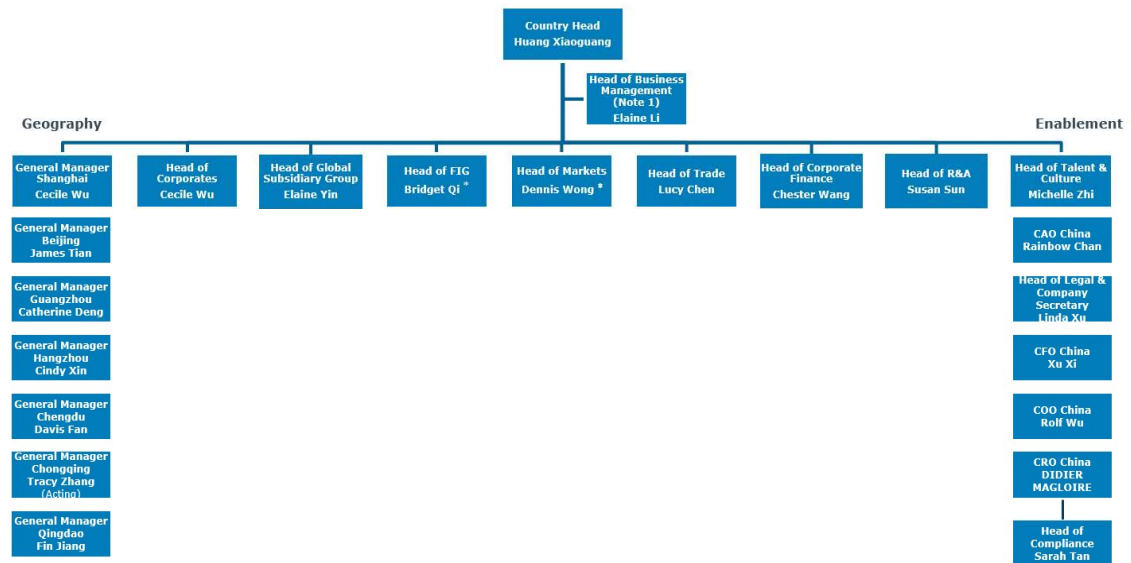 Country Head
Huang Xiaoguang
Head of Business
Management
(Note 1)
Elaine Li
Geography
Enablement
General Manager
Shanghai
Cecile Wu
Head of
Corporates
Cecile Wu
Head of Global
Subsidiary Group
Elaine Yin
Head of FIG
Bridget Qi *
Head of Markets
Dennis Wong *
Head of Trade
Lucy Chen
Head of Corporate
Finance
Chester Wang
Head of R&A
Susan Sun
Head of Talent &
Culture
Michelle Zhi
General Manager
Beijing
James Tian
CAO China
Rainbow Chan
General Manager
Guangzhou
Catherine Deng
Head of Legal &
Company
Secretary
Linda Xu
General Manager
Hangzhou
Cindy Xin
CFO China
Xu Xi
General Manager
Chengdu
Davis Fan
COO China
Rolf Wu
General Manager
Chongqing
Tracy Zhang
(Acting)
CRO China
DIDIER
MAGLOIRE
General Manager
Qingdao
Fin Jiang
Head of
Compliance
Sarah Tan